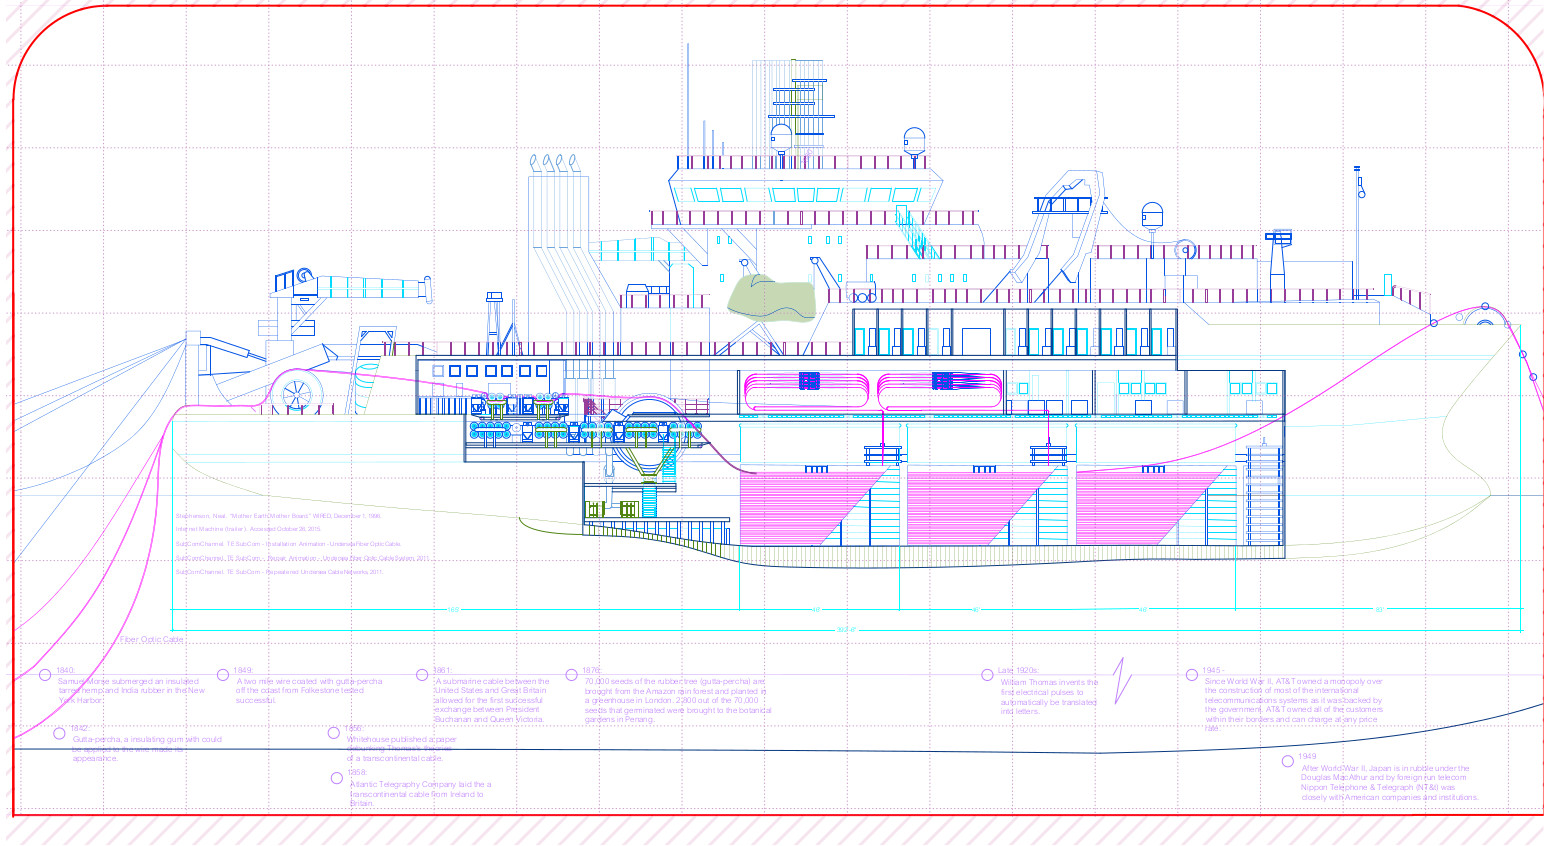 Stephenson, Neal. "Mother Earth Mother Board." WIRED, December 1, 1996.
Internet Machine (trailer). Accessed October 26, 2015.
SubComChannel. TE SubCom - Installation Animation - Undersea Fiber Optic Cable.
SubComChannel. TE SubCom - Repair Animation - Undersea Fiber Optic Cable System, 2011.
SubComChannel. TE SubCom - Repeatered Undersea Cable Networks, 2011.
Fiber Optic Cable
1840:
Samuel Morse submerged an insulated
tarred hemp and India rubber in the New
York Harbor.
1842:
Gutta-percha, a insulating gum with could
be applied to the wire made its
appearance.
1849:
A two mile wire coated with gutta-percha
off the coast from Folkestone tested
successful.
1856:
Whitehouse published a paper
debunking Thomas's theories
of a transcontinental cable.
1858:
Atlantic Telegraphy Company laid the a
Transcontinental cable from Ireland to
Britain.
1861:
A submarine cable between the
United States and Great Britain
allowed for the first successful
exchange between President
Buchanan and Queen Victoria.
1876:
70,000 seeds of the rubber tree (gutta-percha) are
brought from the Amazon rain forest and planted in
a greenhouse in London. 2,800 out of the 70,000
seeds that germinated were brought to the botanical
gardens in Penang.
Late 1920s:
William Thomas invents the
first electrical pulses to
automatically be translated
into letters.
1945 -
Since World War II, AT&T owned a monopoly over
the construction of most of the international
telecommunications systems as it was backed by
the government. AT&T owned all of the customers
within their borders and can charge at any price
rate.
1949
After World War II, Japan is in rubble under the
Douglas MacAthur and by foreign run telecom
Nippon Telephone & Telegraph (NT&I) was
closely with American companies and institutions.